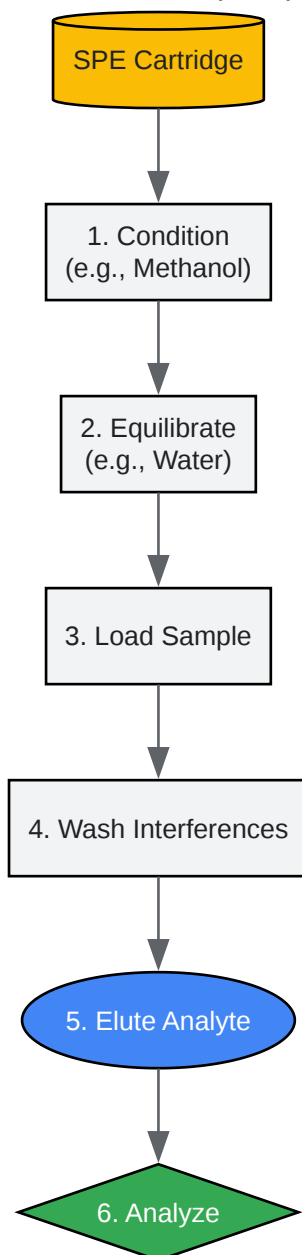 SPE Cartridge
1. Condition
(e.g., Methanol)
2. Equilibrate
(e.g., Water)
3. Load Sample
4. Wash Interferences
5. Elute Analyte
6. Analyze